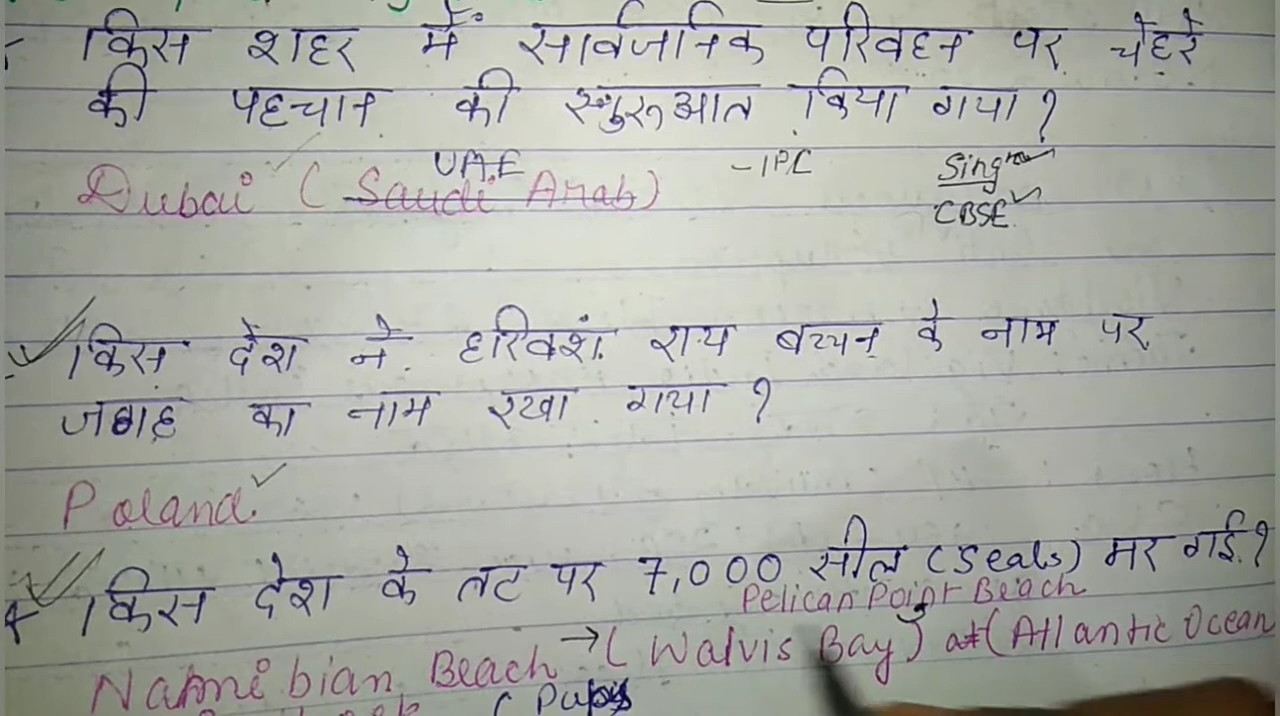 किस शहर में सार्वजनिक परिवहन पर चेहरे
की पहचान की शुरुआत किया गया?
UAE -IPC Sing
Dubai (Saudi Arab) CBSE
किस देश ने हरिवशं राय बच्चन के नाम पर
जगह का नाम रखा गया?
Poland.
किस देश के तट पर 7,000 सील (Seals) मर गई?
Pelican Point Beach
Namibian Beach → (Walvis Bay) at (Atlantic Ocean